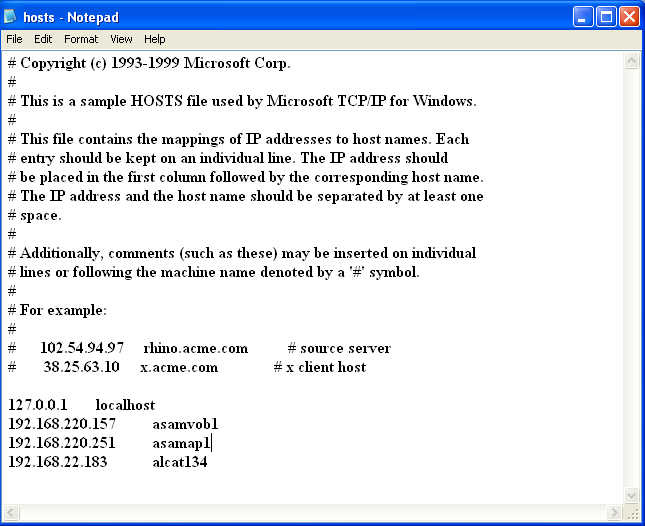 hosts - Notepad
File Edit Format View Help
# Copyright (c) 1993-1999 Microsoft Corp.
#
# This is a sample HOSTS file used by Microsoft TCP/IP for Windows.
#
# This file contains the mappings of IP addresses to host names. Each
# entry should be kept on an individual line. The IP address should
# be placed in the first column followed by the corresponding host name.
# The IP address and the host name should be separated by at least one
# space.
#
# Additionally, comments (such as these) may be inserted on individual
# lines or following the machine name denoted by a '#' symbol.
#
# For example:
#
# 102.54.94.97 rhino.acme.com # source server
# 38.25.63.10 x.acme.com # x client host
127.0.0.1 localhost
192.168.220.157 asamvob1
192.168.220.251 asamap1
192.168.22.183 alcat134